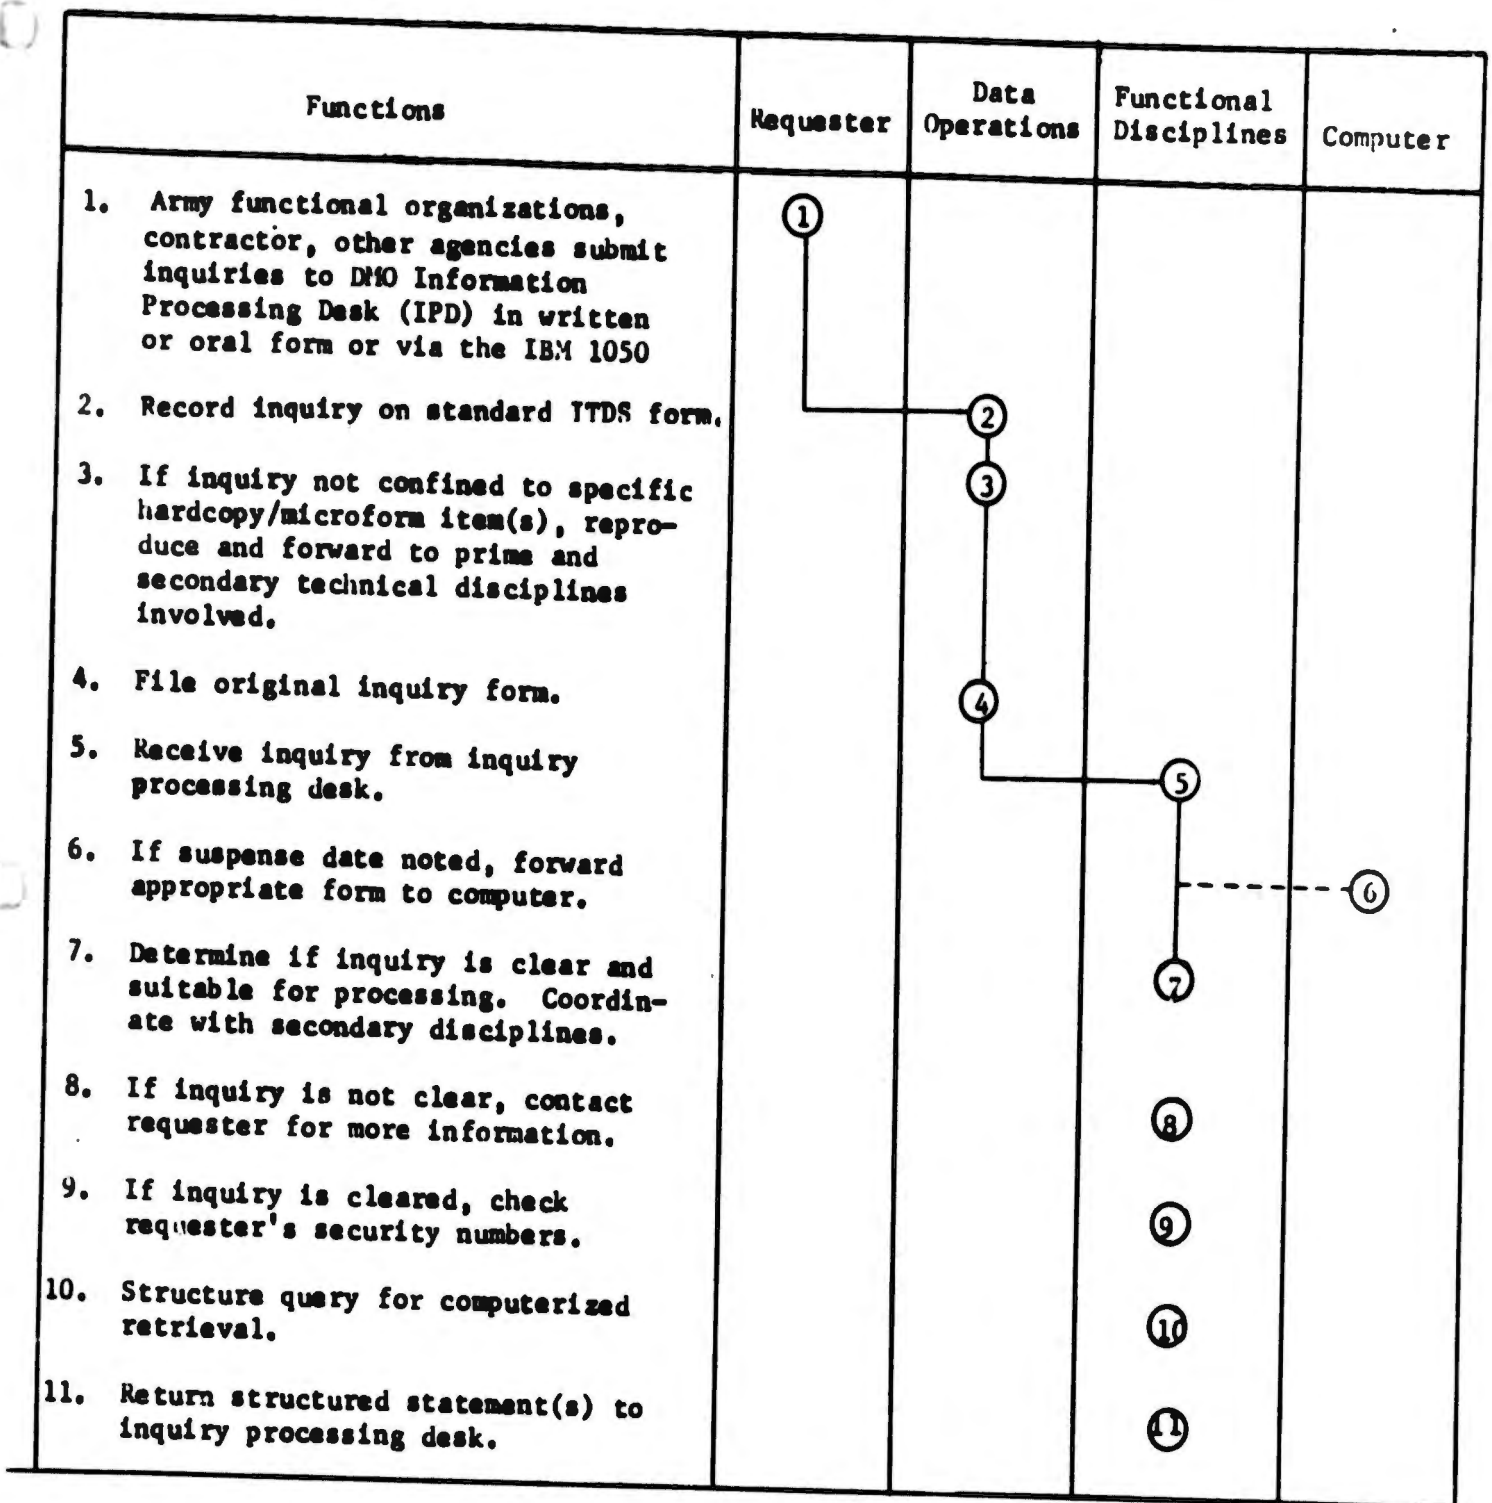 Functions
Requester
Data
Operations
Functional
Disciplines
Computer
1. Army functional organizations,
contractor, other agencies submit
inquiries to DMO Information
Processing Desk (IPD) in written
or oral form or via the IBM 1050
2. Record inquiry on standard ITDS form.
3. If inquiry not confined to specific
hardcopy/microform item(s), repro-
duce and forward to prime and
secondary technical disciplines
involved.
4. File original inquiry form.
5. Receive inquiry from inquiry
processing desk.
6. If suspense date noted, forward
appropriate form to computer.
7. Determine if inquiry is clear and
suitable for processing. Coordin-
ate with secondary disciplines.
8. If inquiry is not clear, contact
requester for more information.
9. If inquiry is cleared, check
requester's security numbers.
10. Structure query for computerized
retrieval.
11. Return structured statement(s) to
inquiry processing desk.
1
2
3
4
5
6
7
8
9
10
11